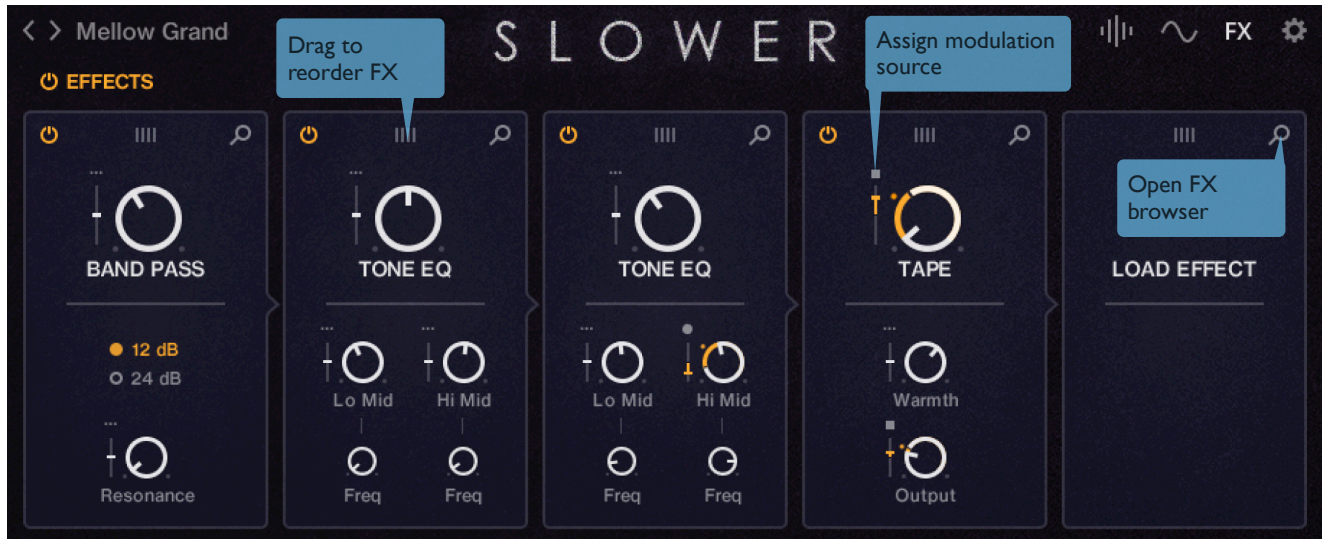 Mellow Grand
Drag to
reorder FX
SLOWER
Assign modulation
source
FX
EFFECTS
Open FX
browser
BAND PASS
TONE EQ
TONE EQ
TAPE
LOAD EFFECT
12 dB
24 dB
Lo Mid
Hi Mid
Lo Mid
Hi Mid
Warmth
Resonance
Freq
Freq
Freq
Freq
Output